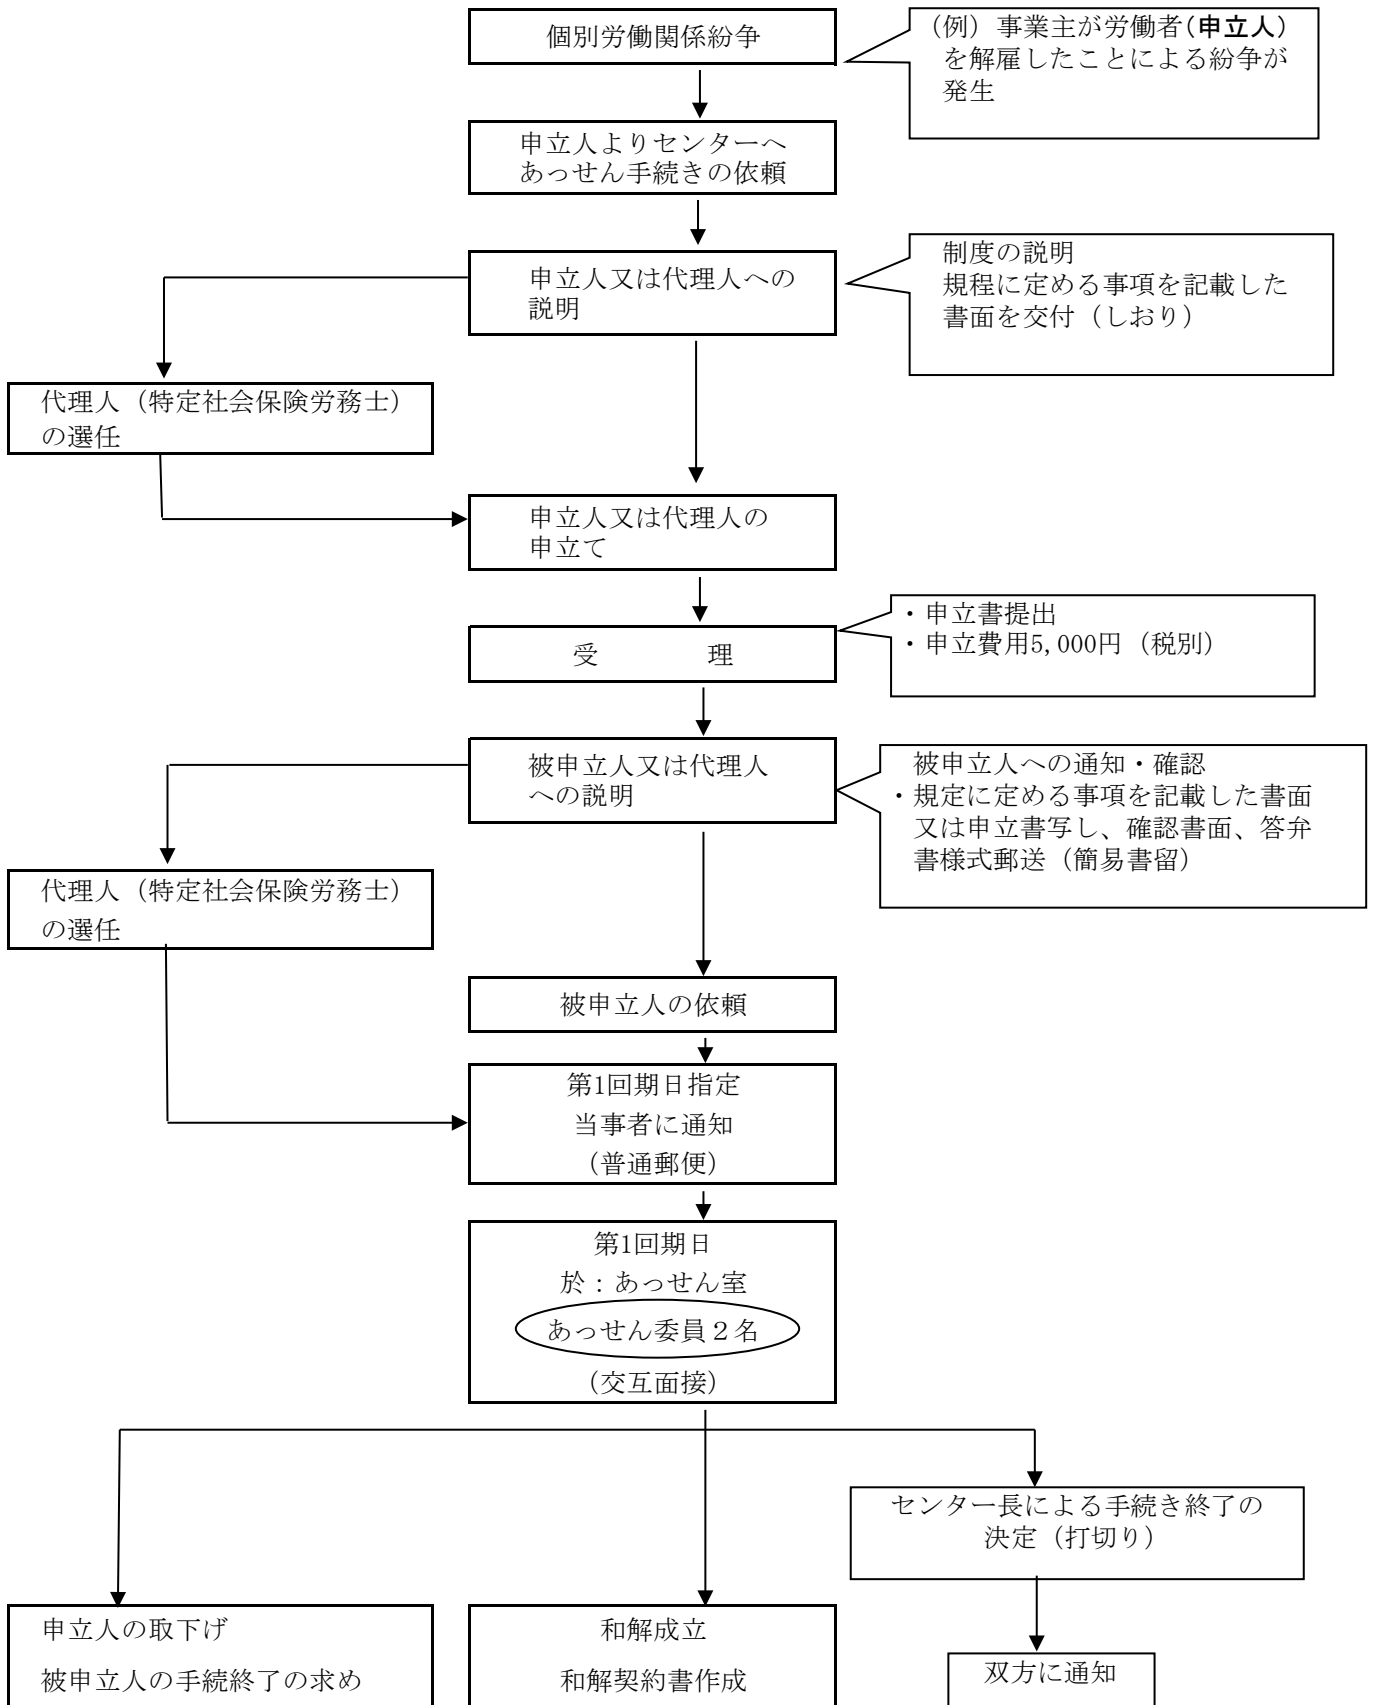 個別労働関係紛争
（例）事業主が労働者(申立人)
を解雇したことによる紛争が
発生
申立人よりセンターへ
あっせん手続きの依頼
申立人又は代理人への
説明
制度の説明
規程に定める事項を記載した
書面を交付（しおり）
代理人（特定社会保険労務士）
の選任
申立人又は代理人の
申立て
受　　理
・申立書提出
・申立費用5,000円（税別）
被申立人又は代理人
への説明
被申立人への通知・確認
・規定に定める事項を記載した書面
又は申立書写し、確認書面、答弁
書様式郵送（簡易書留）
代理人（特定社会保険労務士）
の選任
被申立人の依頼
第1回期日指定
当事者に通知
（普通郵便）
第1回期日
於：あっせん室
あっせん委員２名
（交互面接）
センター長による手続き終了の
決定（打切り）
申立人の取下げ
被申立人の手続終了の求め
和解成立
和解契約書作成
双方に通知